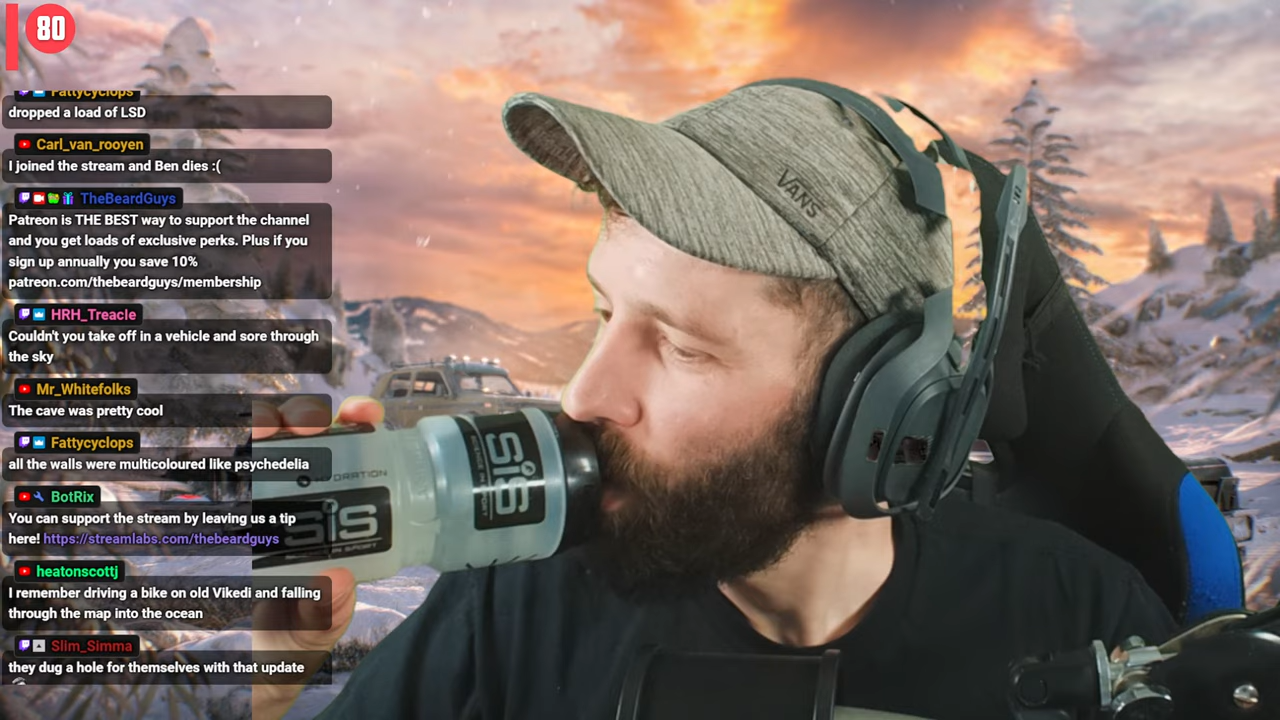 80
Fattycyclops
dropped a load of LSD
Carl_van_rooyen
I joined the stream and Ben dies :(
TheBeardGuys
Patreon is THE BEST way to support the channel
and you get loads of exclusive perks. Plus if you
sign up annually you save 10%
patreon.com/thebeardguys/membership
HRH_Treacle
Couldn't you take off in a vehicle and sore through
the sky
Mr_Whitefolks
The cave was pretty cool
Fattycyclops
all the walls were multicoloured like psychedelia
BotRix
You can support the stream by leaving us a tip
here! https://streamlabs.com/thebeardguys
heatonscottj
I remember driving a bike on old Vikedi and falling
through the map into the ocean
Slim_Simma
they dug a hole for themselves with that update
VANS
HYDRATION
SiS
IN SPORT
SiS